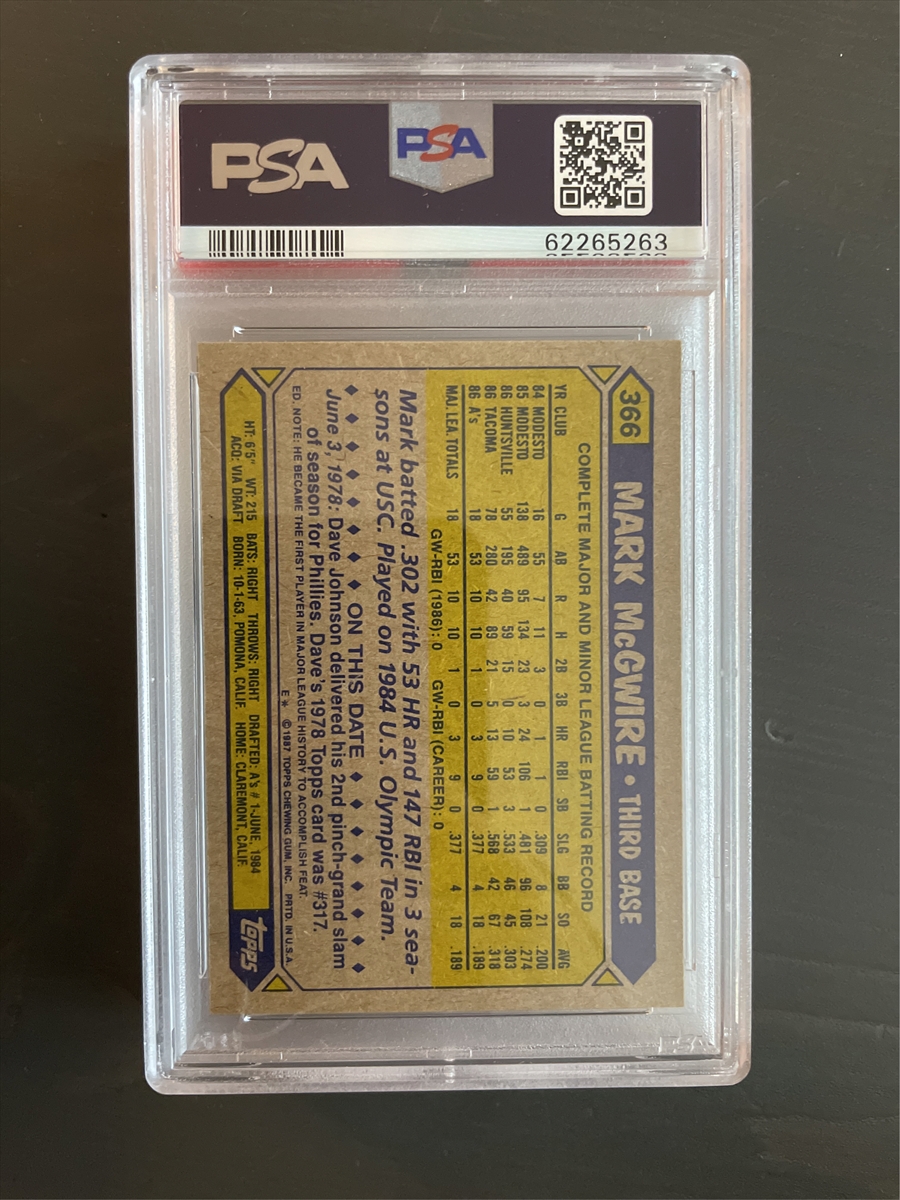 PSA
PSA
62265263
366 MARK McGWIRE • THIRD BASE
COMPLETE MAJOR AND MINOR LEAGUE BATTING RECORD
YR CLUB G AB R H 2B 3B HR RBI SB SLG BB SO AVG
84 MODESTO 16 55 7 11 3 0 1 1 0 .309 8 21 .200
85 MODESTO 138 489 95 134 23 3 24 106 1 .481 96 108 .274
86 HUNTSVILLE 55 195 40 59 15 0 10 53 3 .533 46 45 .303
86 TACOMA 78 280 42 89 21 5 13 59 1 .568 42 67 .318
86 A's 18 53 10 10 1 0 3 9 0 .377 4 18 .189
MAJ. LEA. TOTALS 18 53 10 10 1 0 3 9 0 .377 4 18 .189
GW-RBI (1986): 0 GW-RBI (CAREER): 0
Mark batted .302 with 53 HR and 147 RBI in 3 sea-
sons at USC. Played on 1984 U.S. Olympic Team.
♦ ♦ ♦ ♦ ♦ ON THIS DATE ♦ ♦ ♦ ♦ ♦
June 3, 1978: Dave Johnson delivered his 2nd pinch-grand slam
of season for Phillies. Dave's 1978 Topps card was #317.
ED. NOTE: HE BECAME THE FIRST PLAYER IN MAJOR LEAGUE HISTORY TO ACCOMPLISH FEAT.
E* ©1987 TOPPS CHEWING GUM, INC. PRTD. IN U.S.A.
HT: 6'5" WT: 215 BATS: RIGHT THROWS: RIGHT DRAFTED: A's # 1-JUNE, 1984
ACQ: VIA DRAFT BORN: 10-1-63, POMONA, CALIF. HOME: CLAREMONT, CALIF.
topps